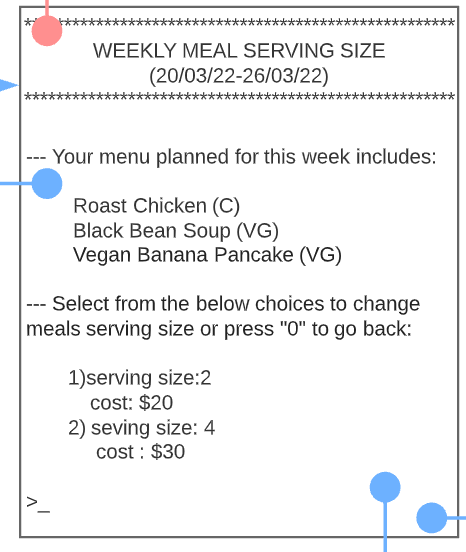 ******************************************************
WEEKLY MEAL SERVING SIZE
(20/03/22-26/03/22)
******************************************************
--- Your menu planned for this week includes:
Roast Chicken (C)
Black Bean Soup (VG)
Vegan Banana Pancake (VG)
--- Select from the below choices to change
meals serving size or press "0" to go back:
1)serving size:2
cost: $20
2) seving size: 4
cost : $30
>_